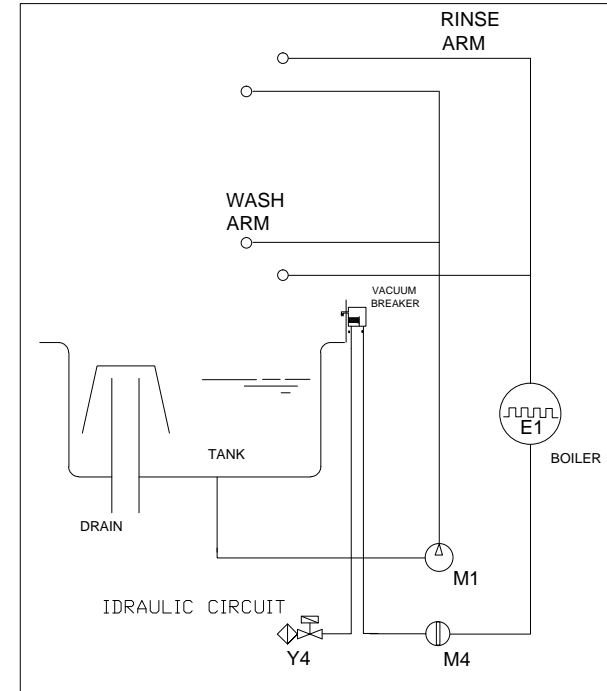 RINSE
ARM
WASH
ARM
VACUUM
BREAKER
E1
BOILER
TANK
DRAIN
M1
IDRAULIC CIRCUIT
Y4
M4